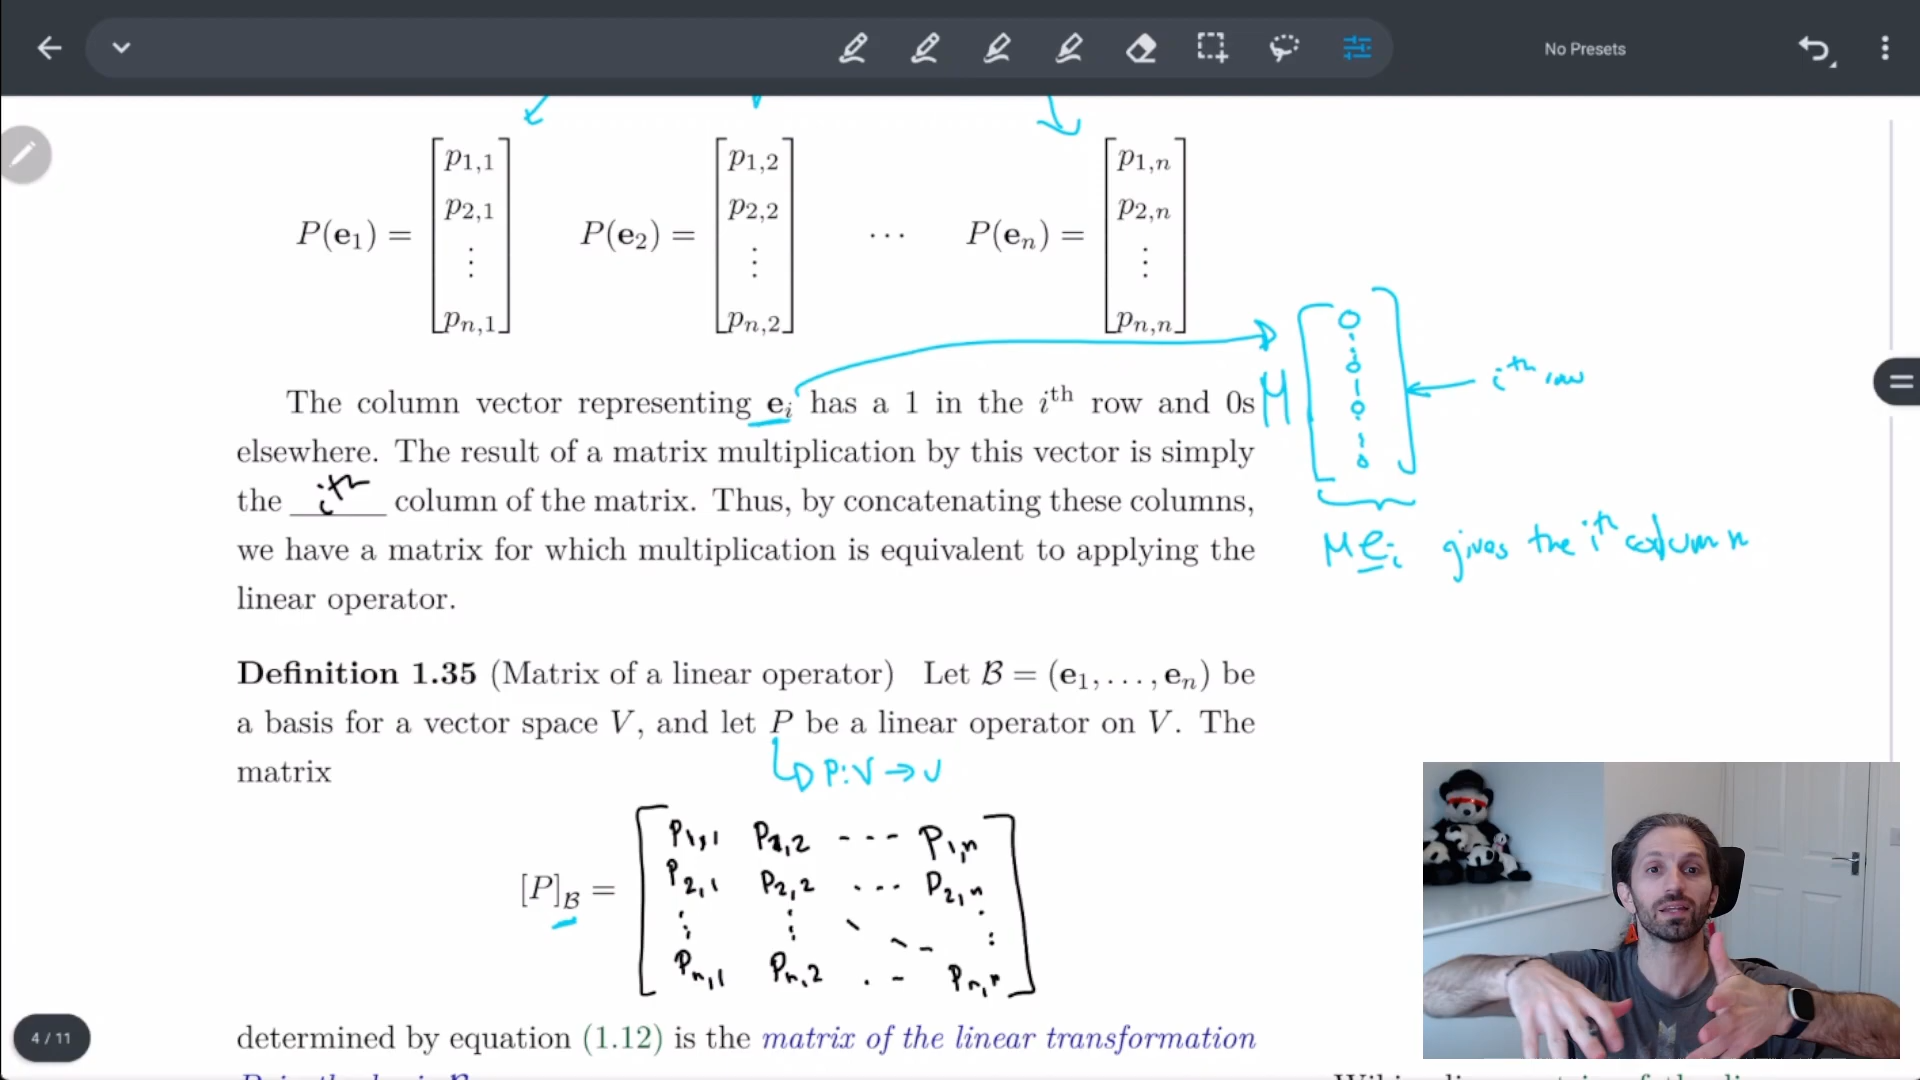 No Presets
P(e₁) = [p₁,₁ p₂,₁ ⋮ pₙ,₁] P(e₂) = [p₁,₂ p₂,₂ ⋮ pₙ,₂] ⋯ P(eₙ) = [p₁,ₙ p₂,ₙ ⋮ pₙ,ₙ]
The column vector representing eᵢ has a 1 in the iᵗʰ row and 0s
elsewhere. The result of a matrix multiplication by this vector is simply
the iᵗʰ column of the matrix. Thus, by concatenating these columns,
we have a matrix for which multiplication is equivalent to applying the
linear operator.
M [0 ⋮ 0 1 0 ⋮ 0] ← iᵗʰ row
M eᵢ gives the iᵗʰ column
Definition 1.35 (Matrix of a linear operator) Let ℬ = (e₁, . . . , eₙ) be
a basis for a vector space V, and let P be a linear operator on V. The
matrix
P: V → V
[P]ℬ =
P₁,₁ P₁,₂ --- P₁,ₙ
P₂,₁ P₂,₂ ... P₂,ₙ
⋮ ⋮ ⋱ ⋮
Pₙ,₁ Pₙ,₂ . - Pₙ,ₙ
4 / 11
determined by equation (1.12) is the matrix of the linear transformation